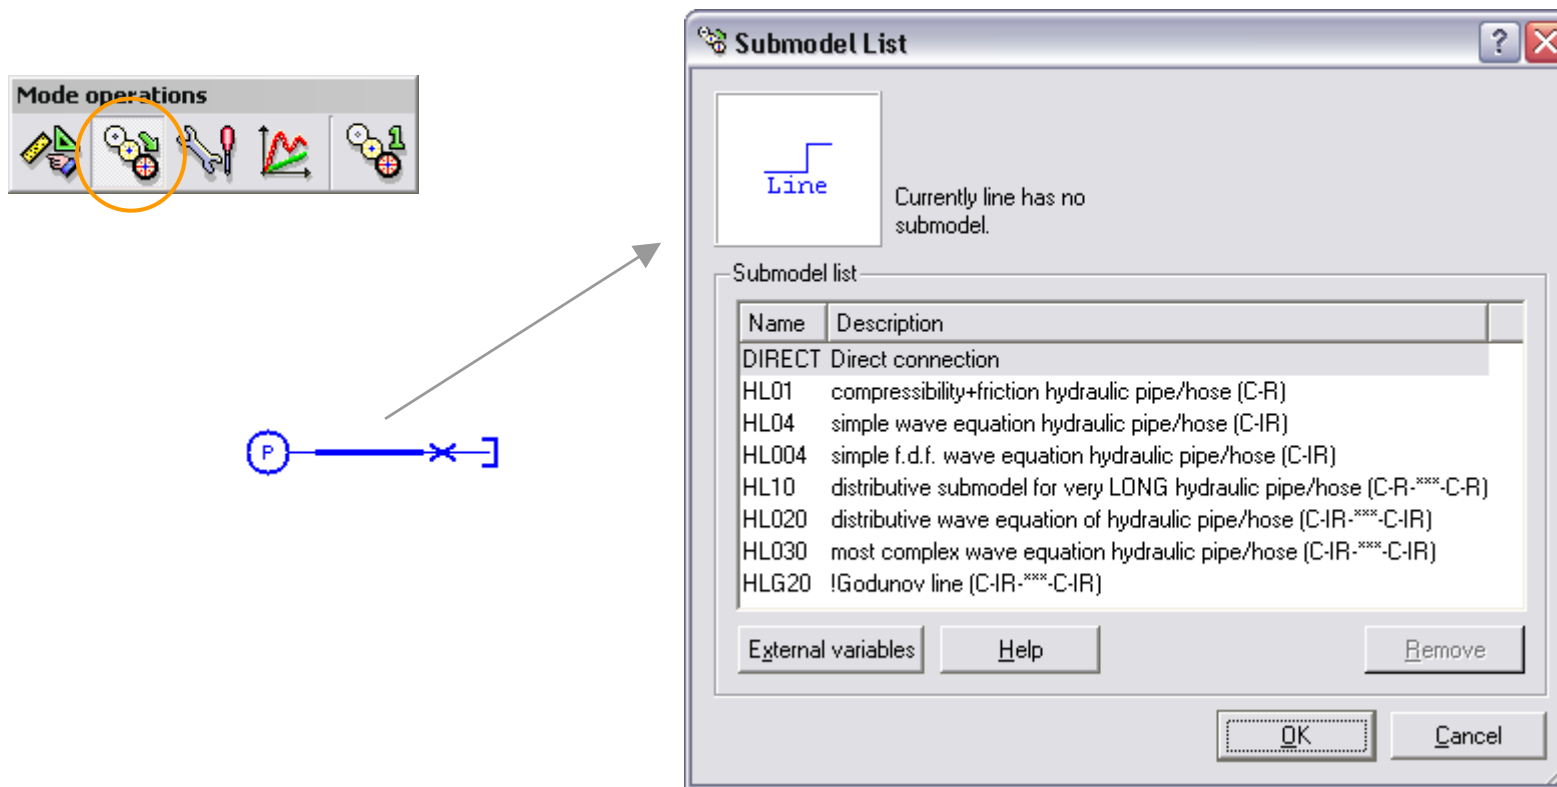 Submodel List
Mode operations
1
Line
Currently line has no
submodel.
Submodel list
Name Description
DIRECT Direct connection
HL01 compressibility+friction hydraulic pipe/hose (C-R)
HL04 simple wave equation hydraulic pipe/hose (C-IR)
HL004 simple f.d.f. wave equation hydraulic pipe/hose (C-IR)
HL10 distributive submodel for very LONG hydraulic pipe/hose (C-R-***-C-R)
HL020 distributive wave equation of hydraulic pipe/hose (C-IR-***-C-IR)
HL030 most complex wave equation hydraulic pipe/hose (C-IR-***-C-IR)
HLG20 !Godunov line (C-IR-***-C-IR)
P
External variables Help Remove
OK Cancel